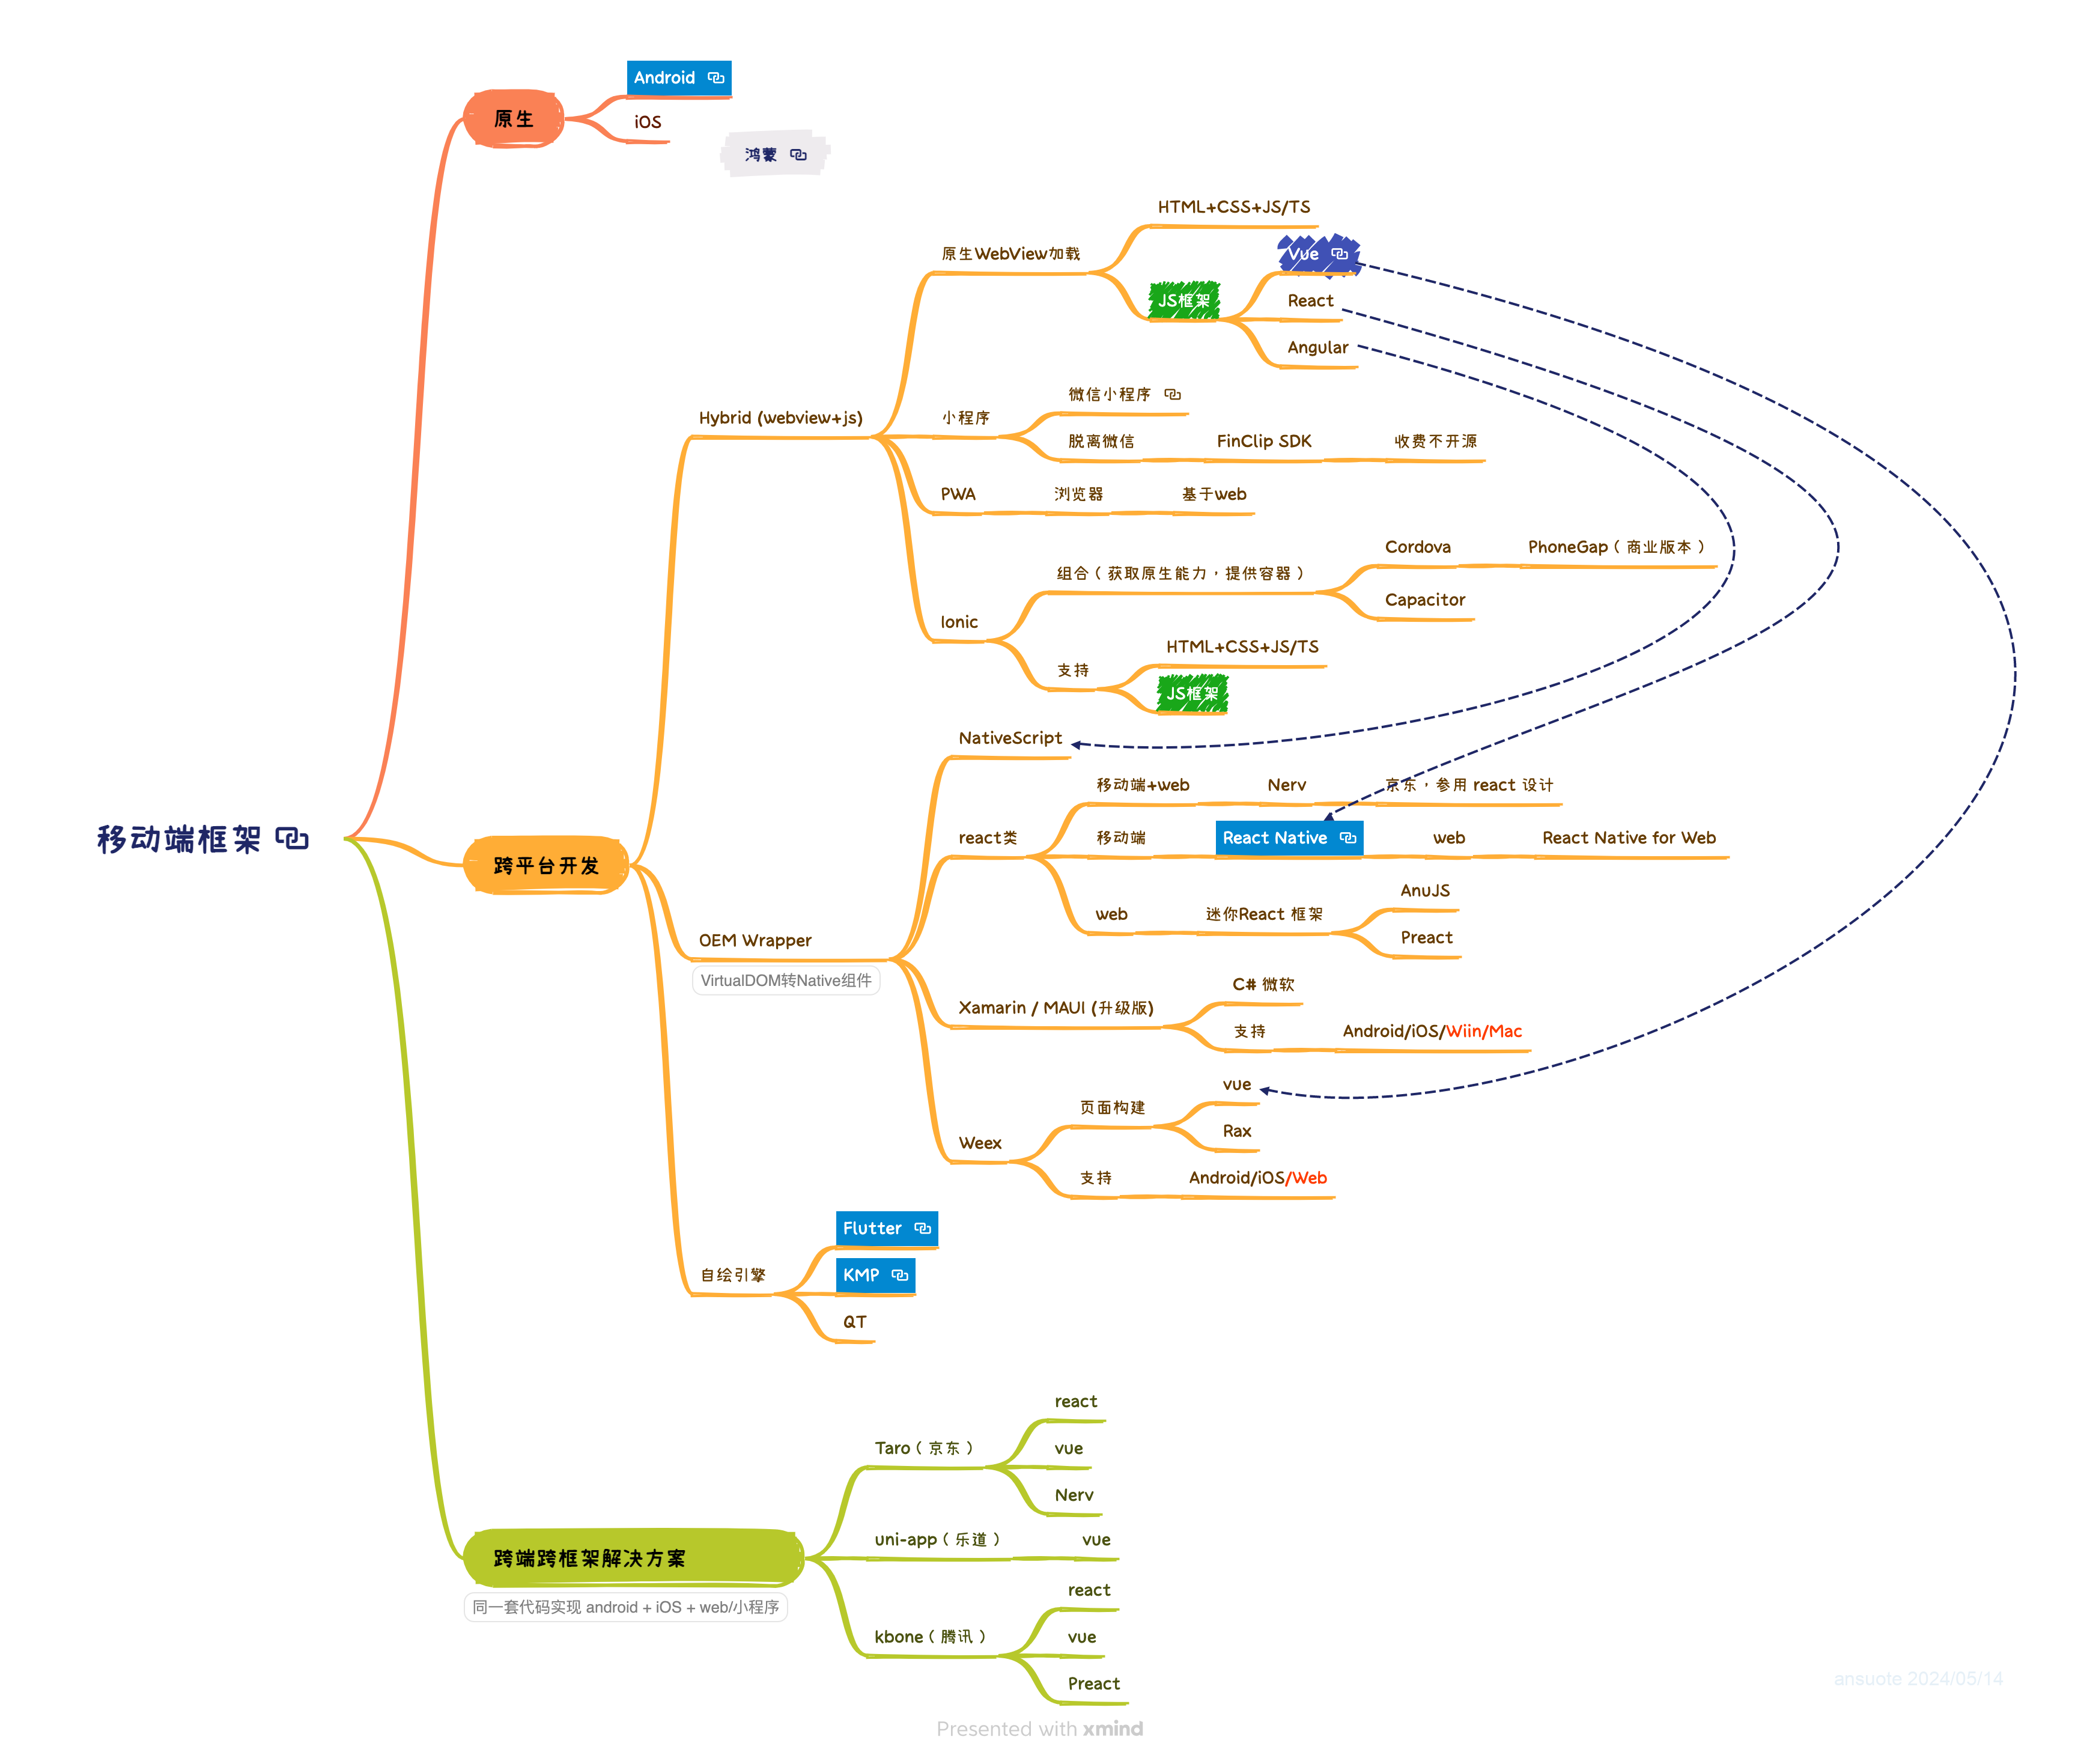 移动端框架
原生
Android
iOS
鸿蒙
跨平台开发
Hybrid (webview+js)
原生WebView加载
HTML+CSS+JS/TS
JS框架
Vue
React
Angular
小程序
微信小程序
脱离微信
FinClip SDK
收费不开源
PWA
浏览器
基于web
Ionic
组合（获取原生能力，提供容器）
Cordova
PhoneGap（商业版本）
Capacitor
支持
HTML+CSS+JS/TS
JS框架
OEM Wrapper
VirtualDOM转Native组件
NativeScript
react类
移动端+web
Nerv
京东，参用 react 设计
移动端
React Native
web
React Native for Web
web
迷你React 框架
AnuJS
Preact
Xamarin / MAUI (升级版)
C# 微软
支持
Android/iOS/Wiin/Mac
Weex
页面构建
vue
Rax
支持
Android/iOS/Web
自绘引擎
Flutter
KMP
QT
跨端跨框架解决方案
同一套代码实现 android + iOS + web/小程序
Taro（京东）
react
vue
Nerv
uni-app（乐道）
vue
kbone（腾讯）
react
vue
Preact
ansuote 2024/05/14
Presented with xmind